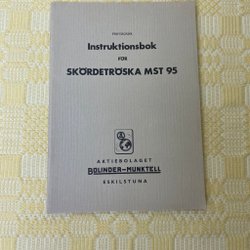 Instruktionsbok
FÖR
SKÖRDETRÖSKA MST 95
AKTIEBOLAGET
BOLINDER-MUNKTELL
ESKILSTUNA